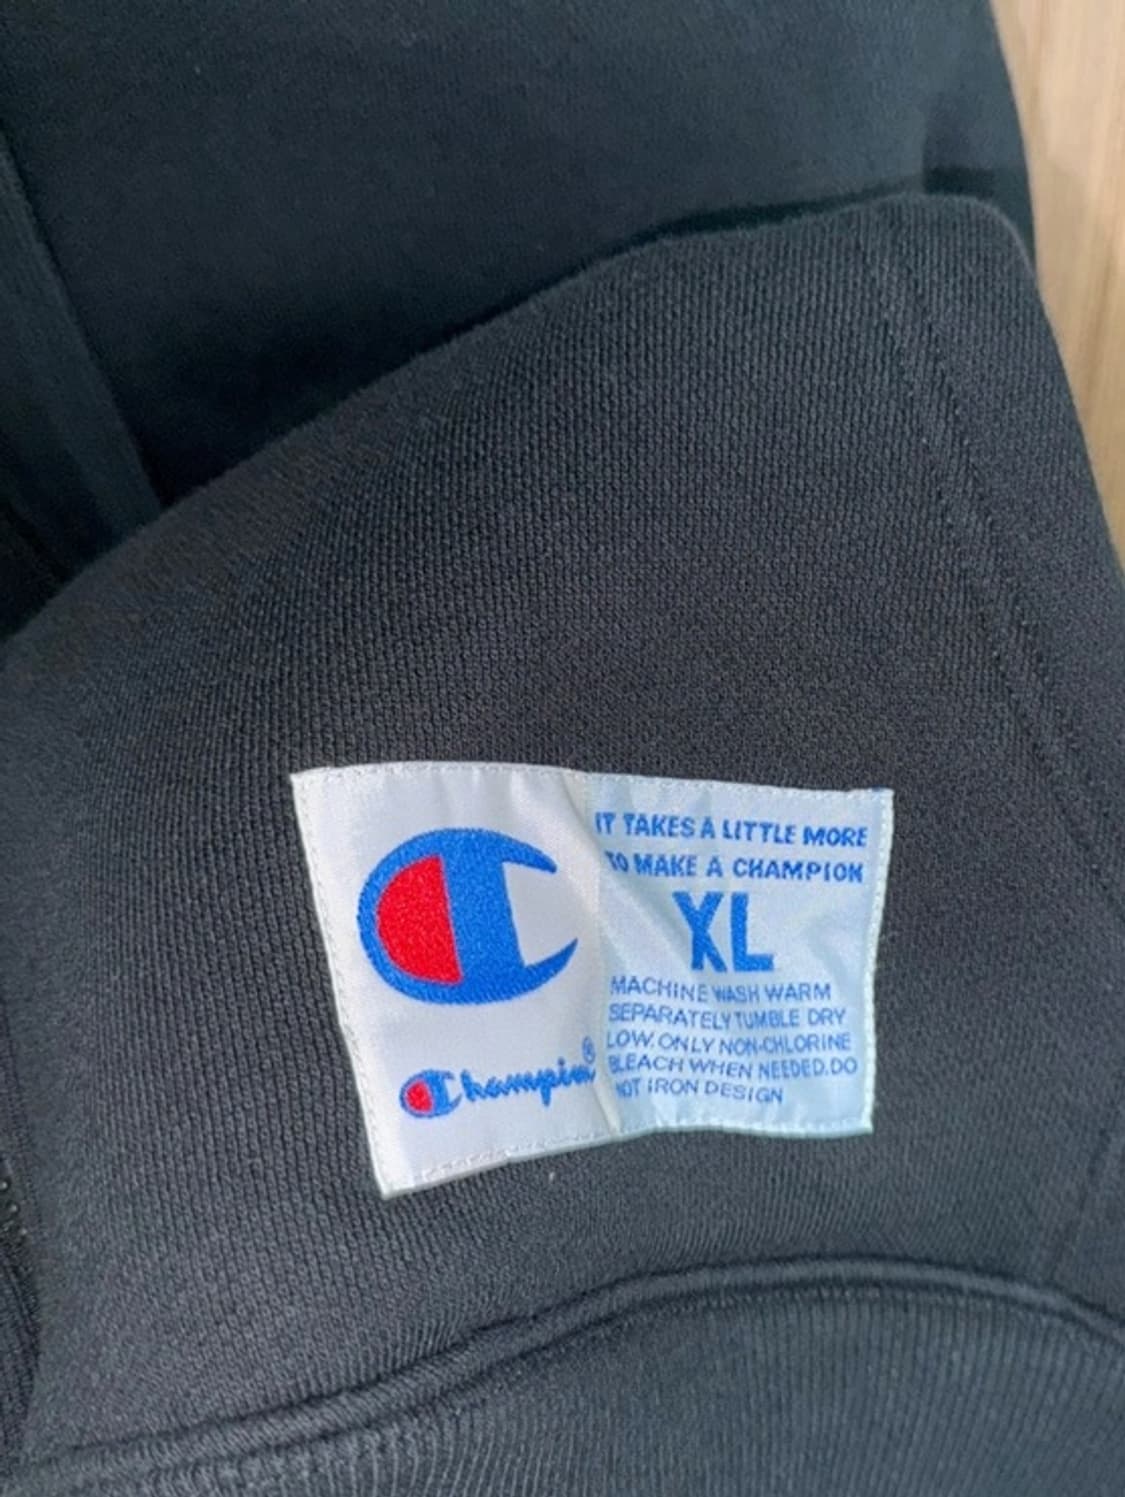 IT TAKES A LITTLE MORE
TO MAKE A CHAMPION
XL
MACHINE WASH WARM
SEPARATELY TUMBLE DRY
LOW. ONLY NON-CHLORINE
BLEACH WHEN NEEDED. DO
NOT IRON DESIGN
Champion®